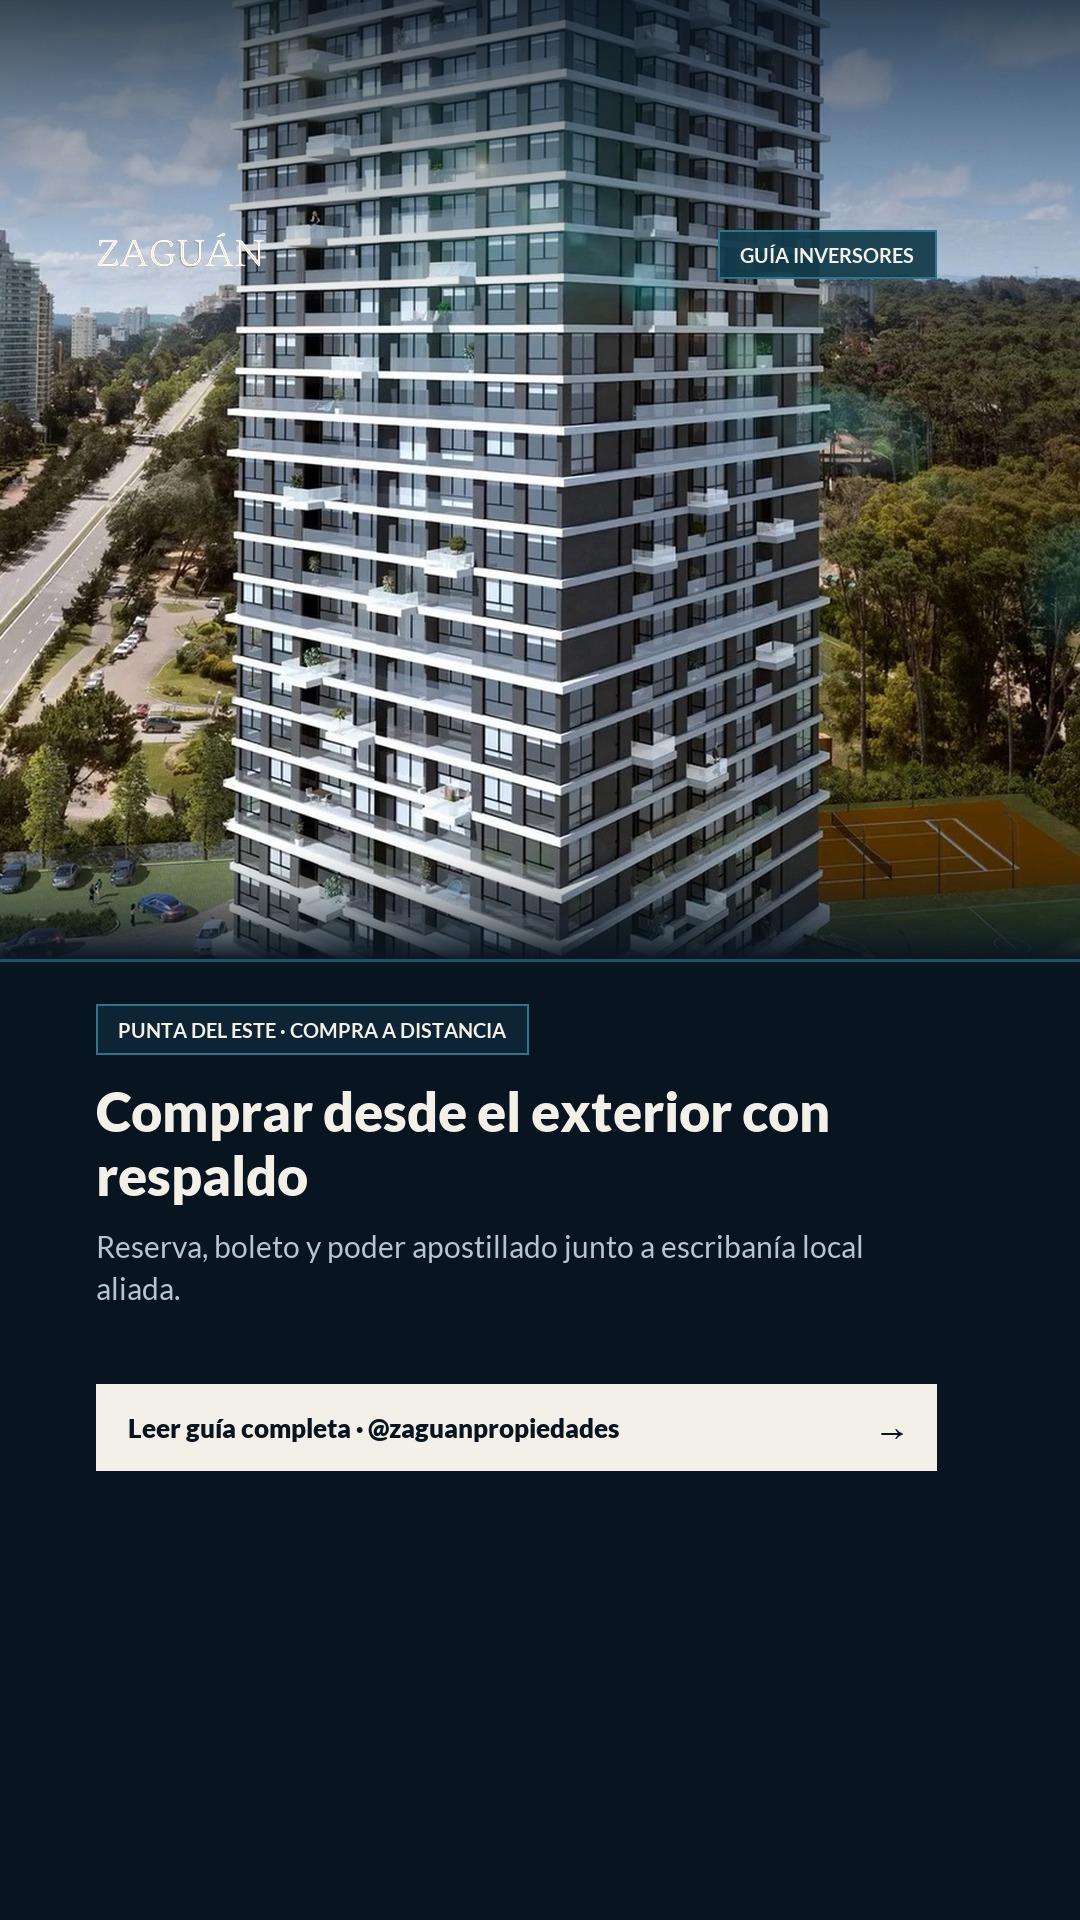 ZAGUÁN
GUÍA INVERSORES
PUNTA DEL ESTE · COMPRA A DISTANCIA
Comprar desde el exterior con
respaldo
Reserva, boleto y poder apostillado junto a escribanía local
aliada.
Leer guía completa · @zaguanpropiedades →